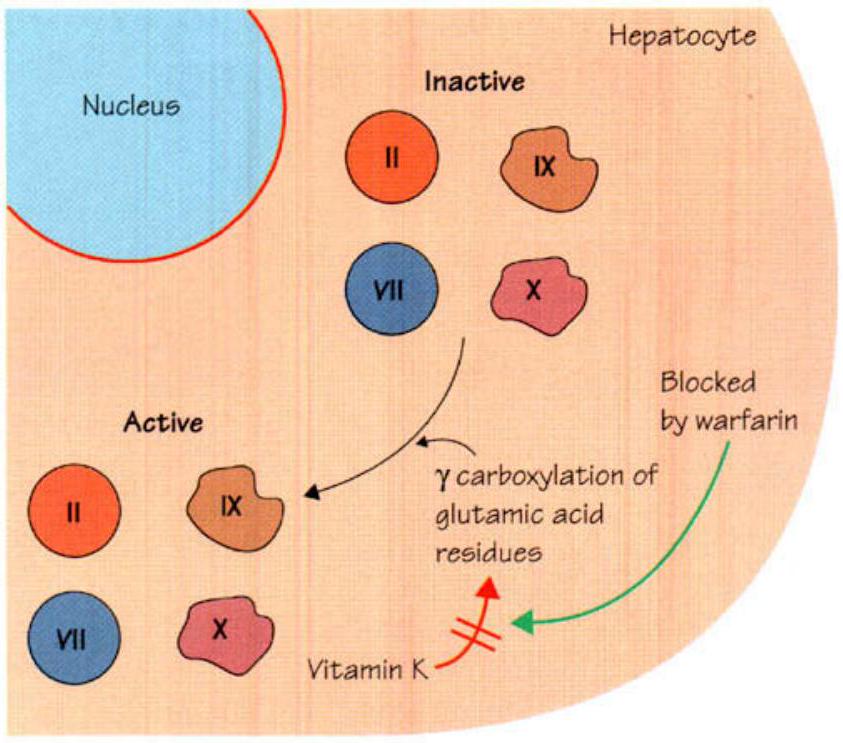 Hepatocyte
Nucleus
Inactive
II
IX
VII
X
Blocked
by warfarin
Active
γ carboxylation of
glutamic acid
residues
II
IX
VII
X
Vitamin K